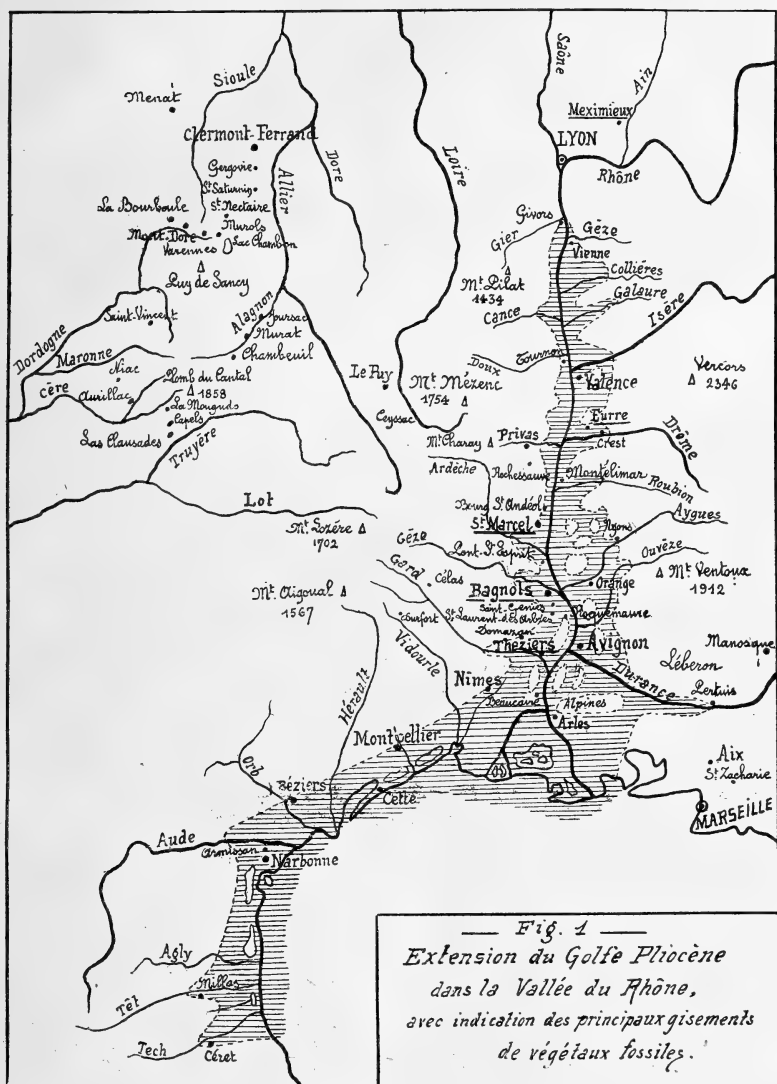 Sioule
Menat
Clermont-Ferrand
Gergovie
St Saturnin
St Nectaire
La Bourboule
Murols
Mont-Dore
Lac Chambon
Varennes
Puy de Sancy
Allier
Dore
Loire
Saône
Ain
Meximieux
LYON
Rhône
Givors
Gier
Gèze
Vienne
Mt Pilat
1434
Colliéres
Galaure
Cance
Isère
Saint-Vincent
Alagnon
Joursac
Murat
Chambeuil
Dordogne
Maronne
Niac
Cère
Aurillac
Plomb du Cantal
1858
La Mougudo
Capels
Las Clausades
Truyère
Le Puy
Ceyssac
Mt Mézenc
1754
Doux
Tournon
Valence
Vercors
2346
Eurre
Crest
Drôme
Mt Charay
Privas
Ardèche
Rochessauve
Montélimar
Roubion
Bourg St Andéol
Lot
Mt Lozère
1702
St Marcel
Nyons
Aygues
Gèze
Pont-St Esprit
Ouvèze
Gard
Célas
Mt Aigoual
1567
Bagnols
Orange
Mt Ventoux
1912
Saint-Geniès
Durfort
St Laurent-des-Arbres
Roquemaure
Domazan
Théziers
Avignon
Manosque
Léberon
Vidourle
Hérault
Nîmes
Durance
Pertuis
Beaucaire
Alpines
Arles
Montpellier
Orb
Béziers
Cette
Aix
St Zacharie
MARSEILLE
Aude
Armissan
Narbonne
Agly
Millas
Têt
Tech
Céret
Fig. 1
Extension du Golfe Pliocène
dans la Vallée du Rhône,
avec indication des principaux gisements
de végétaux fossiles.